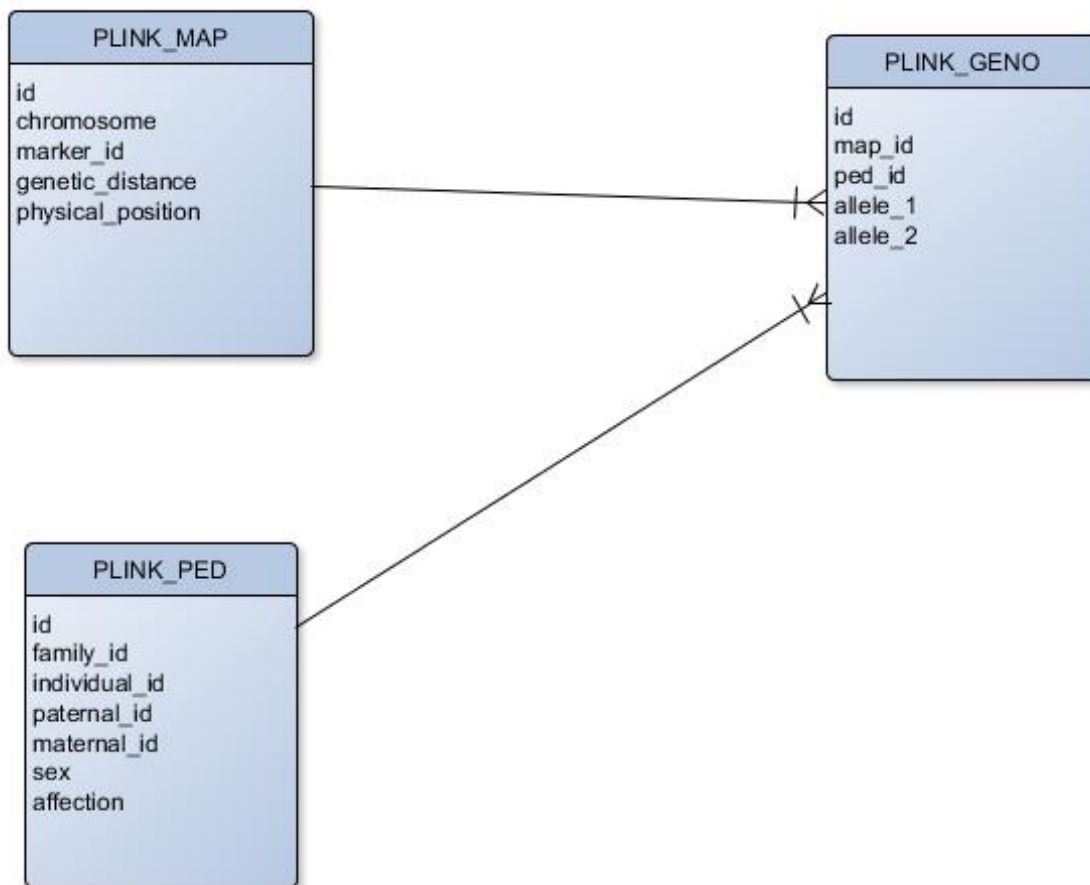 PLINK_MAP
id
chromosome
marker_id
genetic_distance
physical_position
PLINK_GENO
id
map_id
ped_id
allele_1
allele_2
PLINK_PED
id
family_id
individual_id
paternal_id
maternal_id
sex
affection